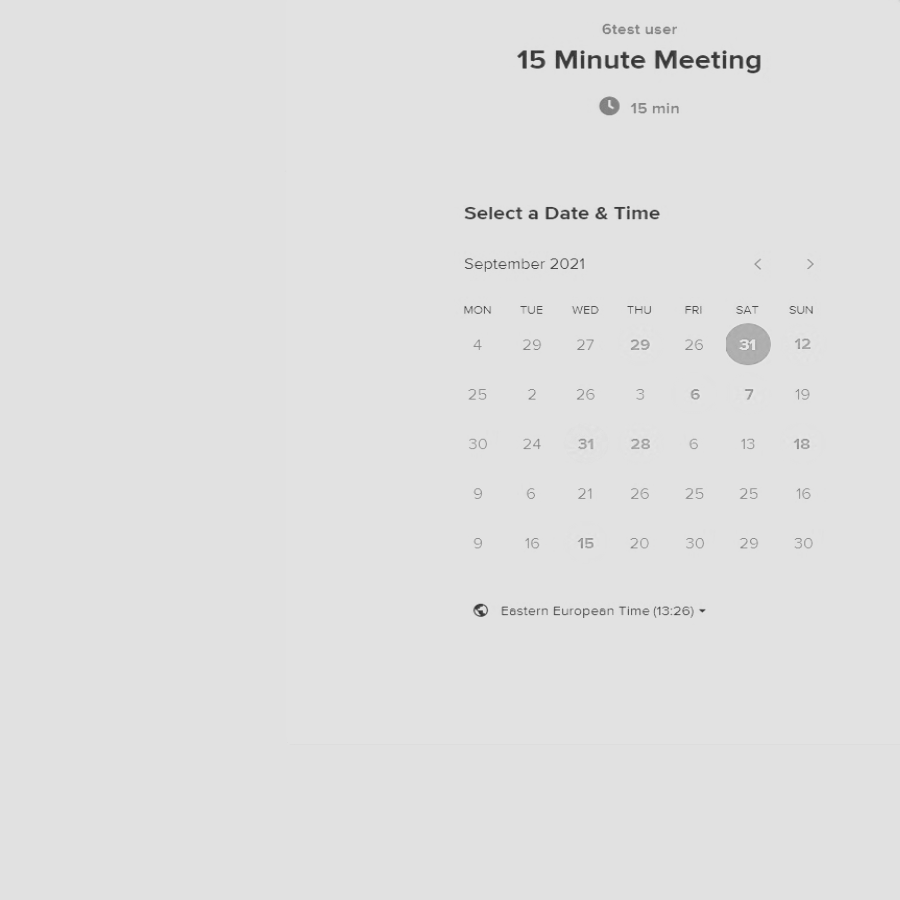 6test user
15 Minute Meeting
15 min
Select a Date & Time
September 2021
MON TUE WED THU FRI SAT SUN
4 29 27 29 26 31 12
25 2 26 3 6 7 19
30 24 31 28 6 13 18
9 6 21 26 25 25 16
9 16 15 20 30 29 30
Eastern European Time (13:26)